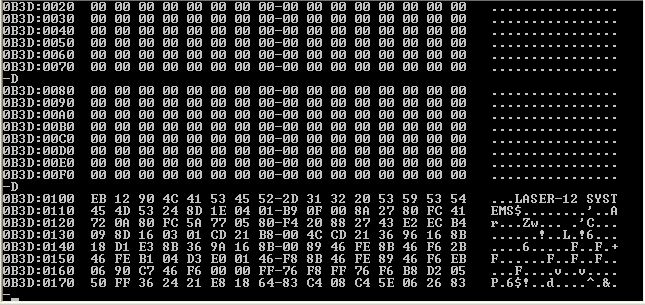 0B3D:0020  00 00 00 00 00 00 00 00-00 00 00 00 00 00 00 00   ................
0B3D:0030  00 00 00 00 00 00 00 00-00 00 00 00 00 00 00 00   ................
0B3D:0040  00 00 00 00 00 00 00 00-00 00 00 00 00 00 00 00   ................
0B3D:0050  00 00 00 00 00 00 00 00-00 00 00 00 00 00 00 00   ................
0B3D:0060  00 00 00 00 00 00 00 00-00 00 00 00 00 00 00 00   ................
0B3D:0070  00 00 00 00 00 00 00 00-00 00 00 00 00 00 00 00   ................
-D
0B3D:0080  00 00 00 00 00 00 00 00-00 00 00 00 00 00 00 00   ................
0B3D:0090  00 00 00 00 00 00 00 00-00 00 00 00 00 00 00 00   ................
0B3D:00A0  00 00 00 00 00 00 00 00-00 00 00 00 00 00 00 00   ................
0B3D:00B0  00 00 00 00 00 00 00 00-00 00 00 00 00 00 00 00   ................
0B3D:00C0  00 00 00 00 00 00 00 00-00 00 00 00 00 00 00 00   ................
0B3D:00D0  00 00 00 00 00 00 00 00-00 00 00 00 00 00 00 00   ................
0B3D:00E0  00 00 00 00 00 00 00 00-00 00 00 00 00 00 00 00   ................
0B3D:00F0  00 00 00 00 00 00 00 00-00 00 00 00 00 00 00 00   ................
-D
0B3D:0100  EB 12 90 4C 41 53 45 52-2D 31 32 20 53 59 53 54   ...LASER-12 SYST
0B3D:0110  45 4D 53 24 8D 1E 04 01-B9 0F 00 8A 27 80 FC 41   EMS$........'..A
0B3D:0120  72 0A 80 FC 5A 77 05 80-F4 20 88 27 43 E2 EC B4   r...Zw... .'C...
0B3D:0130  09 8D 16 03 01 CD 21 B8-00 4C CD 21 36 96 16 8B   ......!..L.!6...
0B3D:0140  18 D1 E3 8B 36 9A 16 8B-00 89 46 FE 8B 46 F6 2B   ....6.....F..F.+
0B3D:0150  46 FE B1 04 D3 E0 01 46-F8 8B 46 FE 89 46 F6 EB   F......F..F..F..
0B3D:0160  06 90 C7 46 F6 00 00 FF-76 F8 FF 76 F6 B8 D2 05   ...F....v..v....
0B3D:0170  50 FF 36 24 21 E8 18 64-83 C4 08 C4 5E 06 26 83   P.6$!..d....^.&.
-